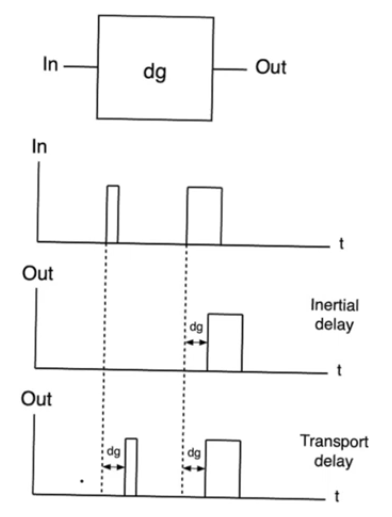 In
dg
Out
In
t
Out
dg
Inertial
delay
t
Out
dg
dg
Transport
delay
t